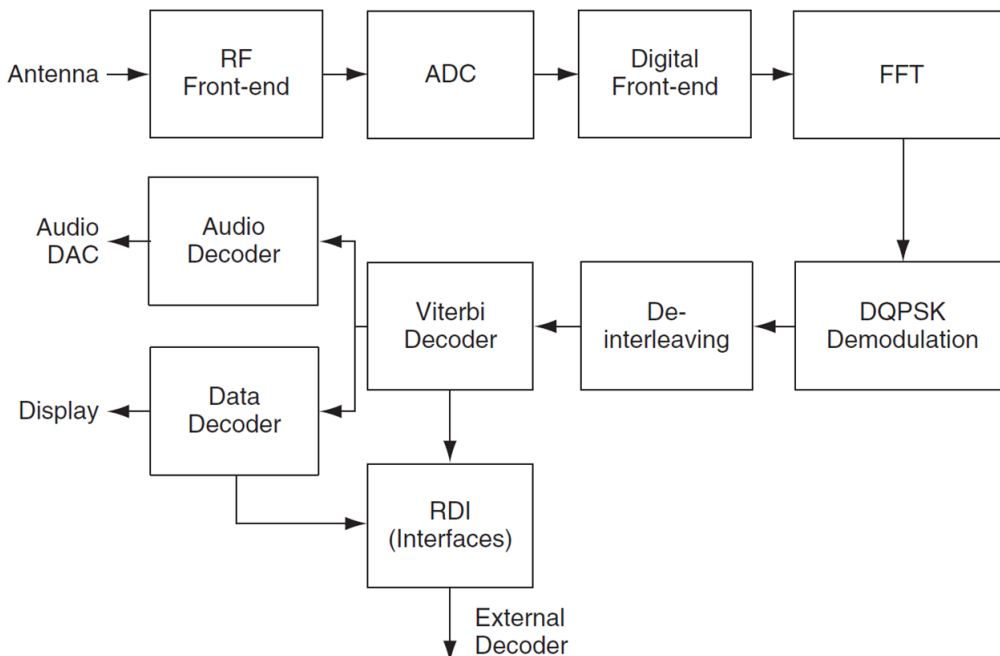 Antenna
RF
Front-end
ADC
Digital
Front-end
FFT
Audio
DAC
Audio
Decoder
Viterbi
Decoder
De-
interleaving
DQPSK
Demodulation
Display
Data
Decoder
RDI
(Interfaces)
External
Decoder